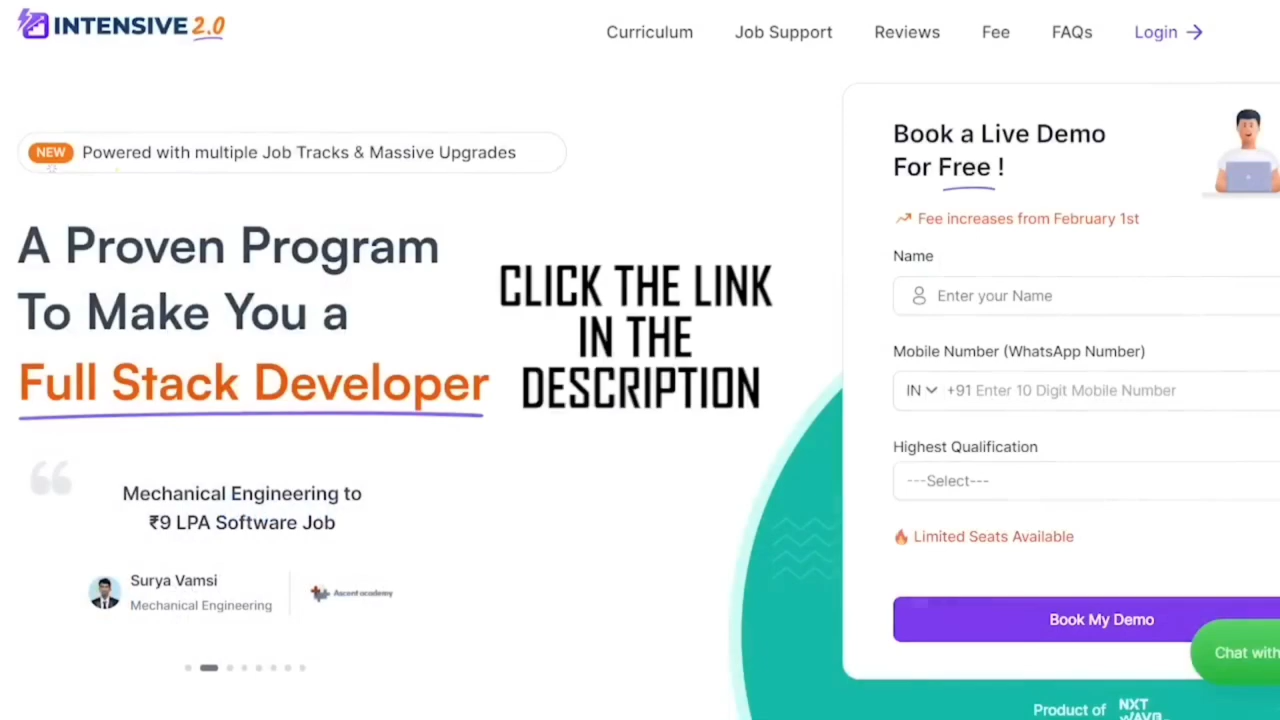 INTENSIVE 2.0
Curriculum
Job Support
Reviews
Fee
FAQs
Login
NEW Powered with multiple Job Tracks & Massive Upgrades
A Proven Program
To Make You a
Full Stack Developer
Mechanical Engineering to
₹9 LPA Software Job
Surya Vamsi
Mechanical Engineering
Ascent academy
CLICK THE LINK
IN THE
DESCRIPTION
Book a Live Demo
For Free !
Fee increases from February 1st
Name
Enter your Name
Mobile Number (WhatsApp Number)
IN +91 Enter 10 Digit Mobile Number
Highest Qualification
---Select---
Limited Seats Available
Book My Demo
Chat with
Product of NXT
WAVE